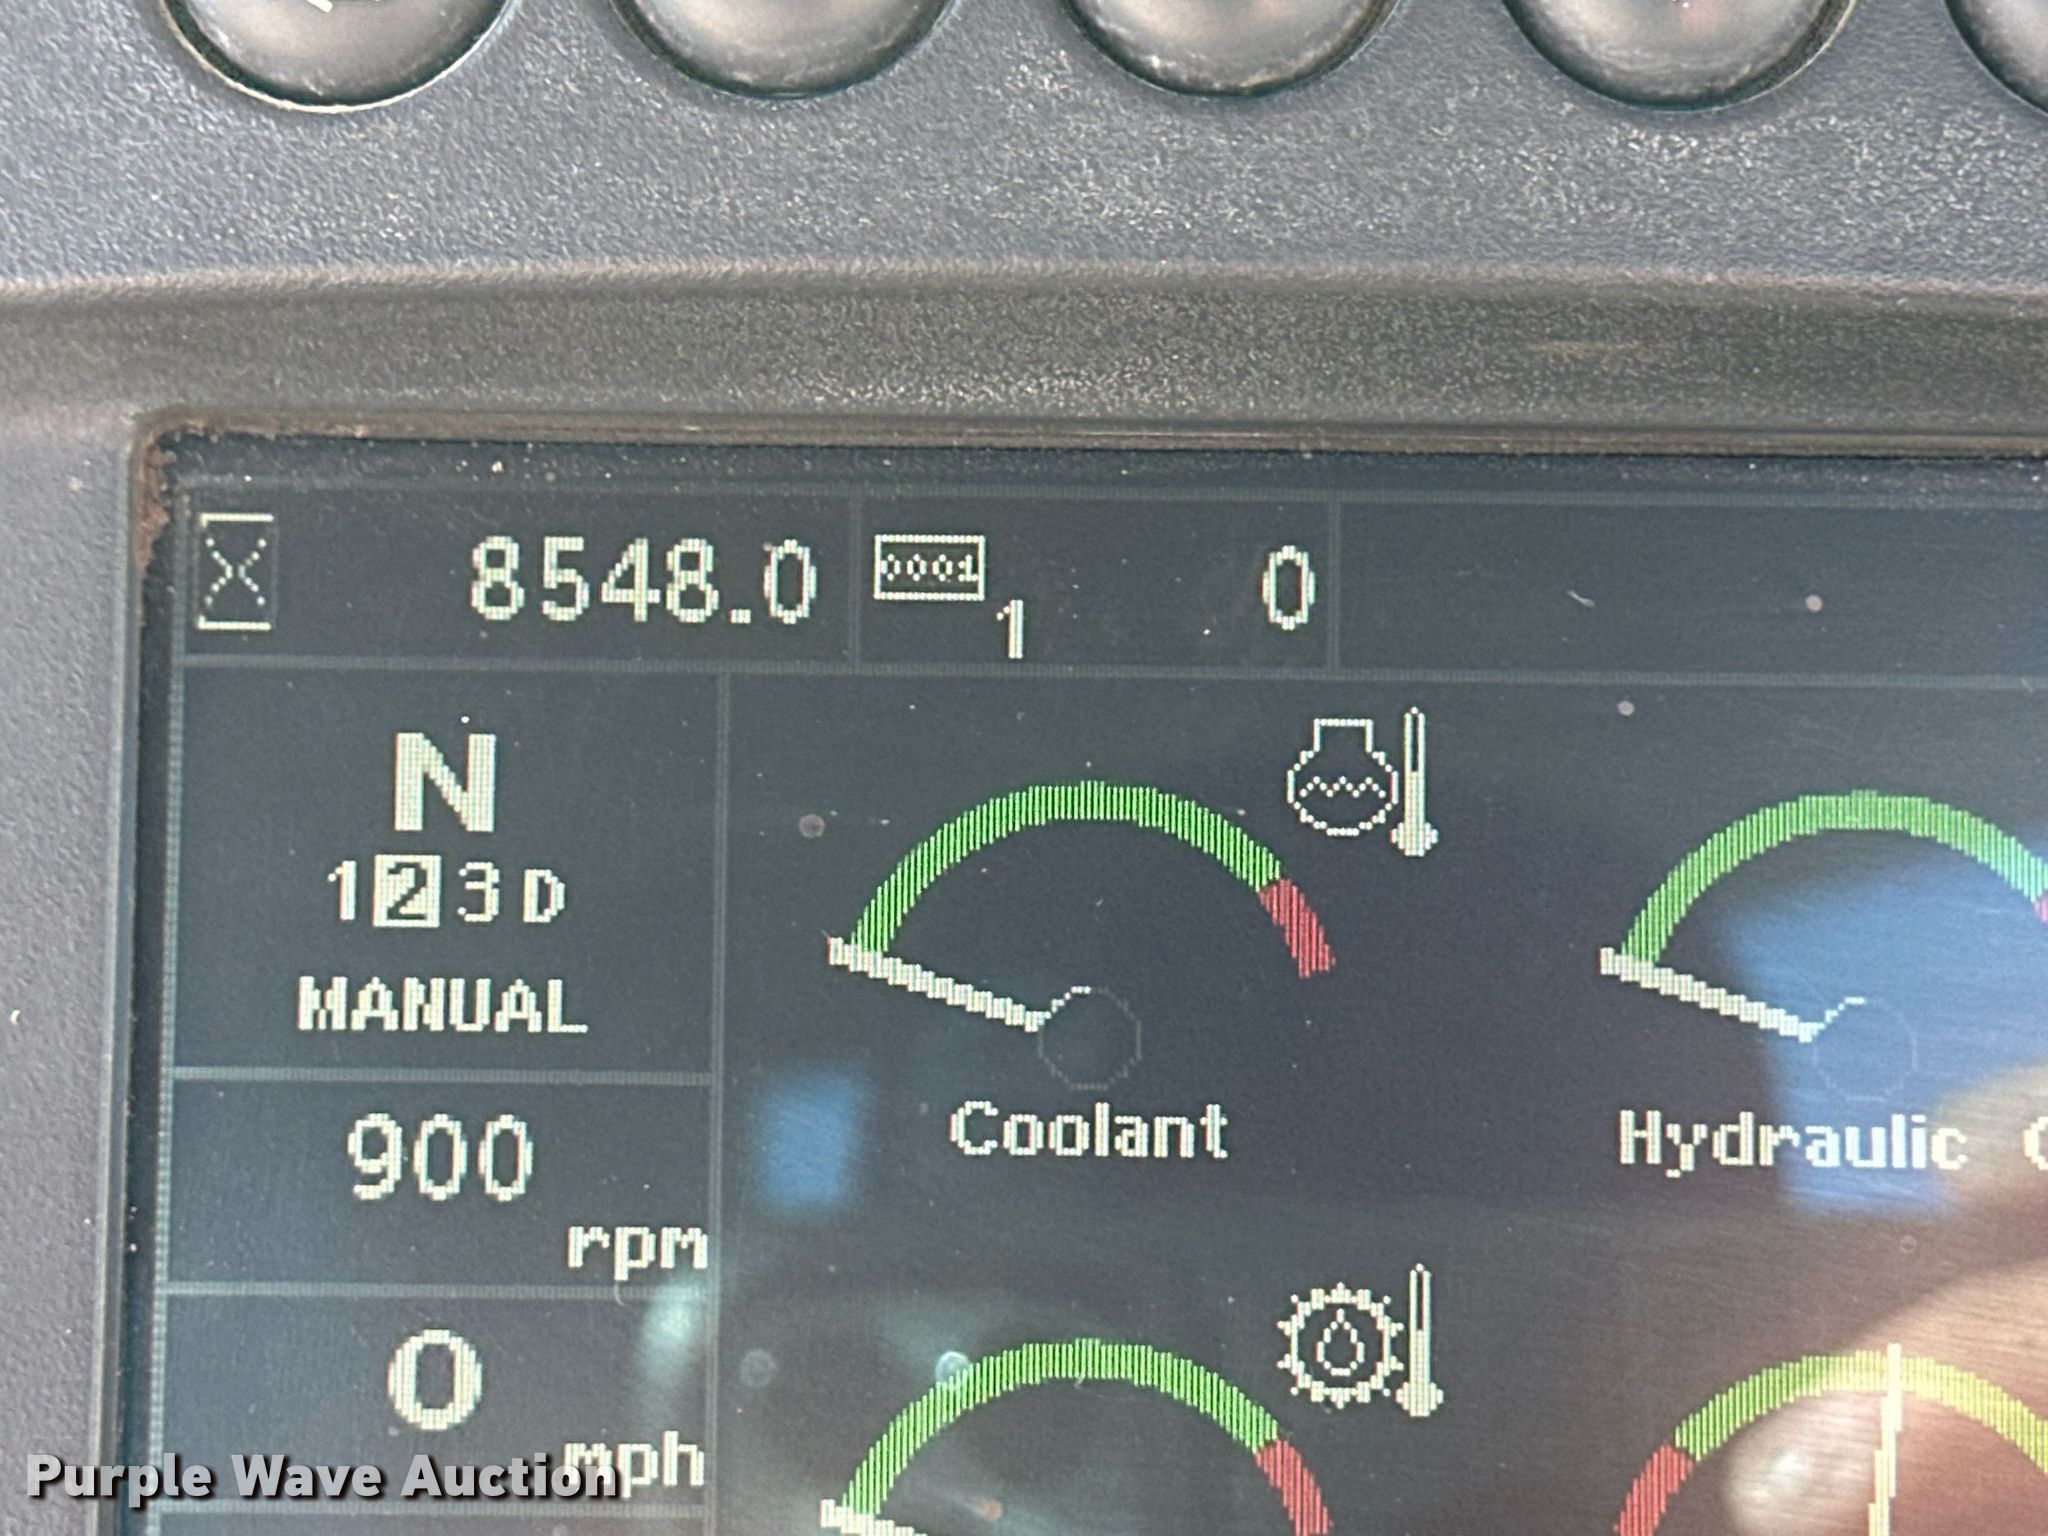 8548.0
0001
1
0
N
1 2 3 D
MANUAL
900
rpm
Coolant
Hydraulic
0
mph
Purple Wave Auction